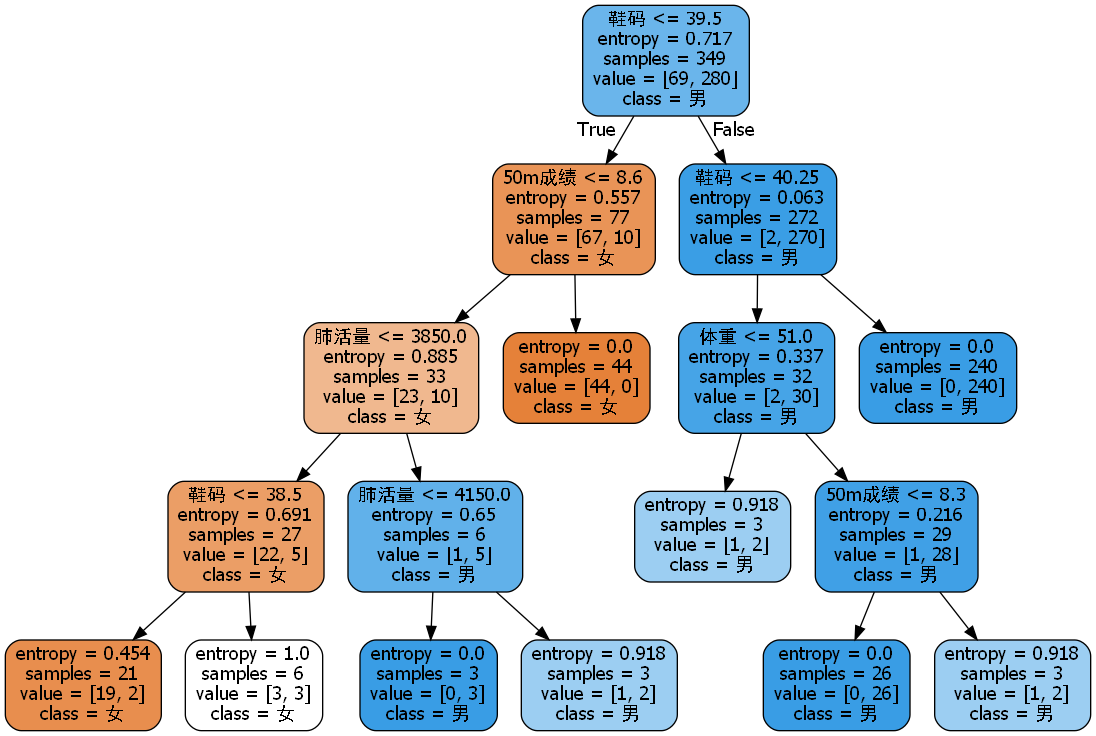 鞋码 <= 39.5
entropy = 0.717
samples = 349
value = [69, 280]
class = 男
True
False
50m成绩 <= 8.6
entropy = 0.557
samples = 77
value = [67, 10]
class = 女
鞋码 <= 40.25
entropy = 0.063
samples = 272
value = [2, 270]
class = 男
肺活量 <= 3850.0
entropy = 0.885
samples = 33
value = [23, 10]
class = 女
entropy = 0.0
samples = 44
value = [44, 0]
class = 女
体重 <= 51.0
entropy = 0.337
samples = 32
value = [2, 30]
class = 男
entropy = 0.0
samples = 240
value = [0, 240]
class = 男
鞋码 <= 38.5
entropy = 0.691
samples = 27
value = [22, 5]
class = 女
肺活量 <= 4150.0
entropy = 0.65
samples = 6
value = [1, 5]
class = 男
entropy = 0.918
samples = 3
value = [1, 2]
class = 男
50m成绩 <= 8.3
entropy = 0.216
samples = 29
value = [1, 28]
class = 男
entropy = 0.454
samples = 21
value = [19, 2]
class = 女
entropy = 1.0
samples = 6
value = [3, 3]
class = 女
entropy = 0.0
samples = 3
value = [0, 3]
class = 男
entropy = 0.918
samples = 3
value = [1, 2]
class = 男
entropy = 0.0
samples = 26
value = [0, 26]
class = 男
entropy = 0.918
samples = 3
value = [1, 2]
class = 男